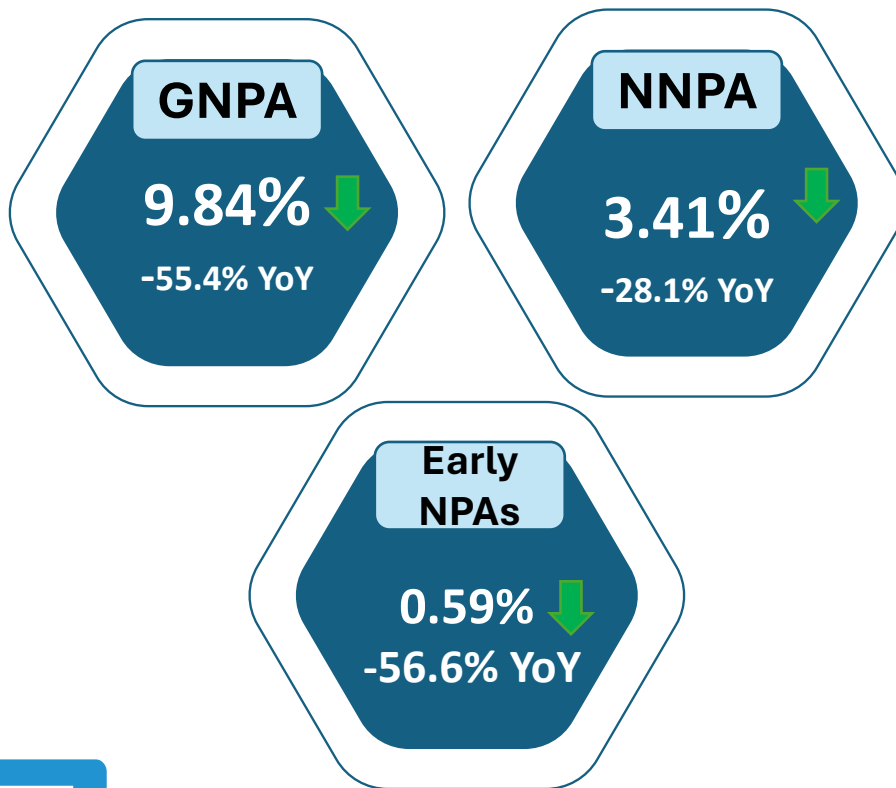 GNPA
9.84%
-55.4% YoY
NNPA
3.41%
-28.1% YoY
Early
NPAs
0.59%
-56.6% YoY